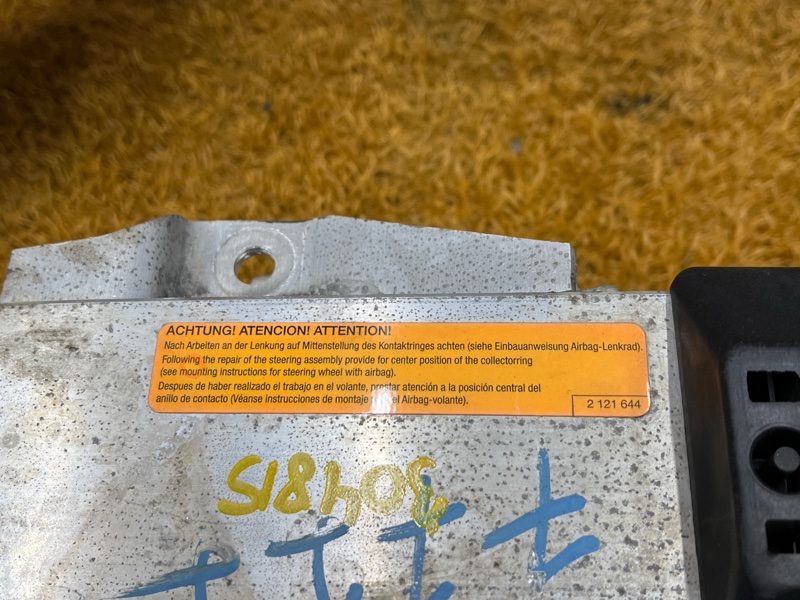 ACHTUNG! ATENCION! ATTENTION!
Nach Arbeiten an der Lenkung auf Mittenstellung des Kontaktringes achten (siehe Einbauanweisung Airbag-Lenkrad).
Following the repair of the steering assembly provide for center position of the collectorring
(see mounting instructions for steering wheel with airbag).
Despues de haber realizado el trabajo en el volante, prestar atención a la posición central del
anillo de contacto (Véanse instrucciones de montaje el Airbag-volante).
2 121 644